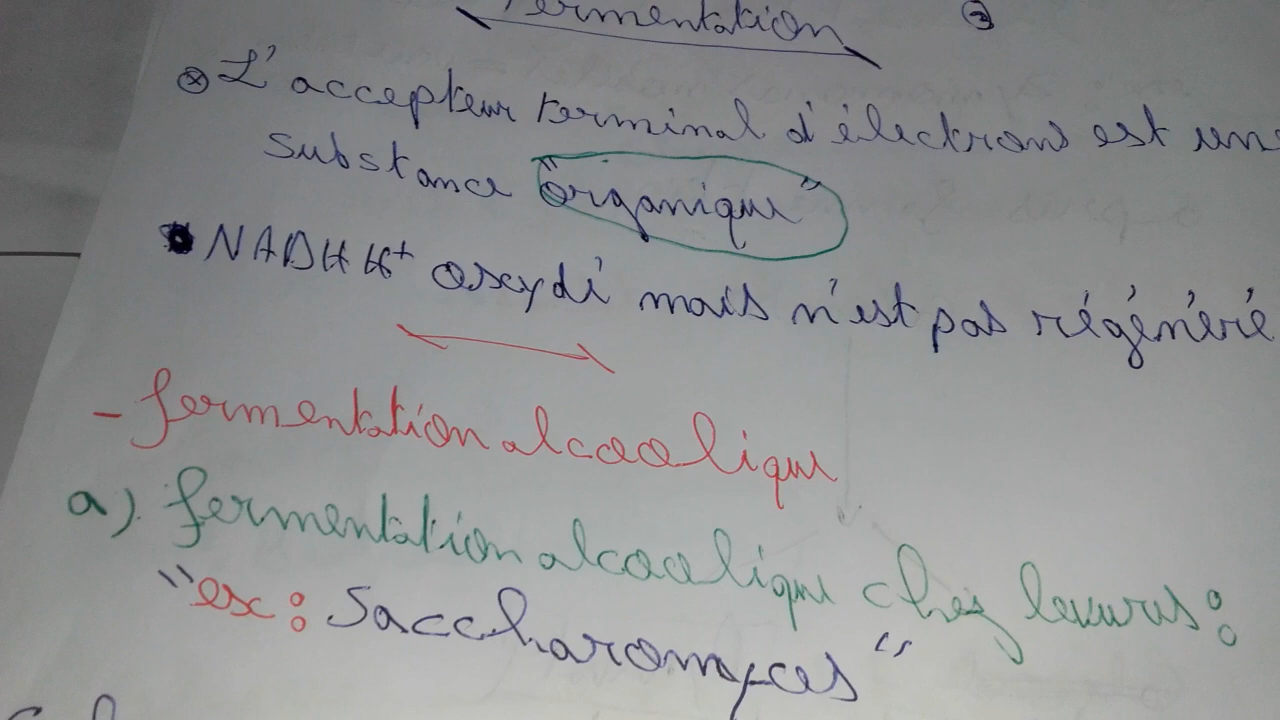 Fermentation ③
⊗ L'accepteur terminal d'électrons est une
substance "organique"
NADH H⁺ oxydé mais n'est pas régénéré
- fermentation alcoolique
a) fermentation alcoolique chez levures :
"ex : Saccharomyces"